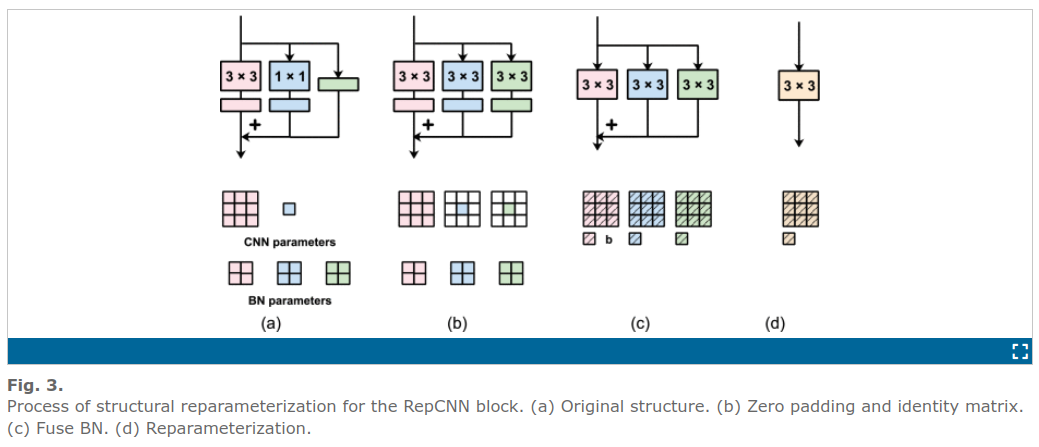 3 × 3 1 × 1
+
3 × 3 3 × 3 3 × 3
+
3 × 3 3 × 3 3 × 3
+
3 × 3
CNN parameters
b
BN parameters
(a) (b) (c) (d)
Fig. 3.
Process of structural reparameterization for the RepCNN block. (a) Original structure. (b) Zero padding and identity matrix.
(c) Fuse BN. (d) Reparameterization.